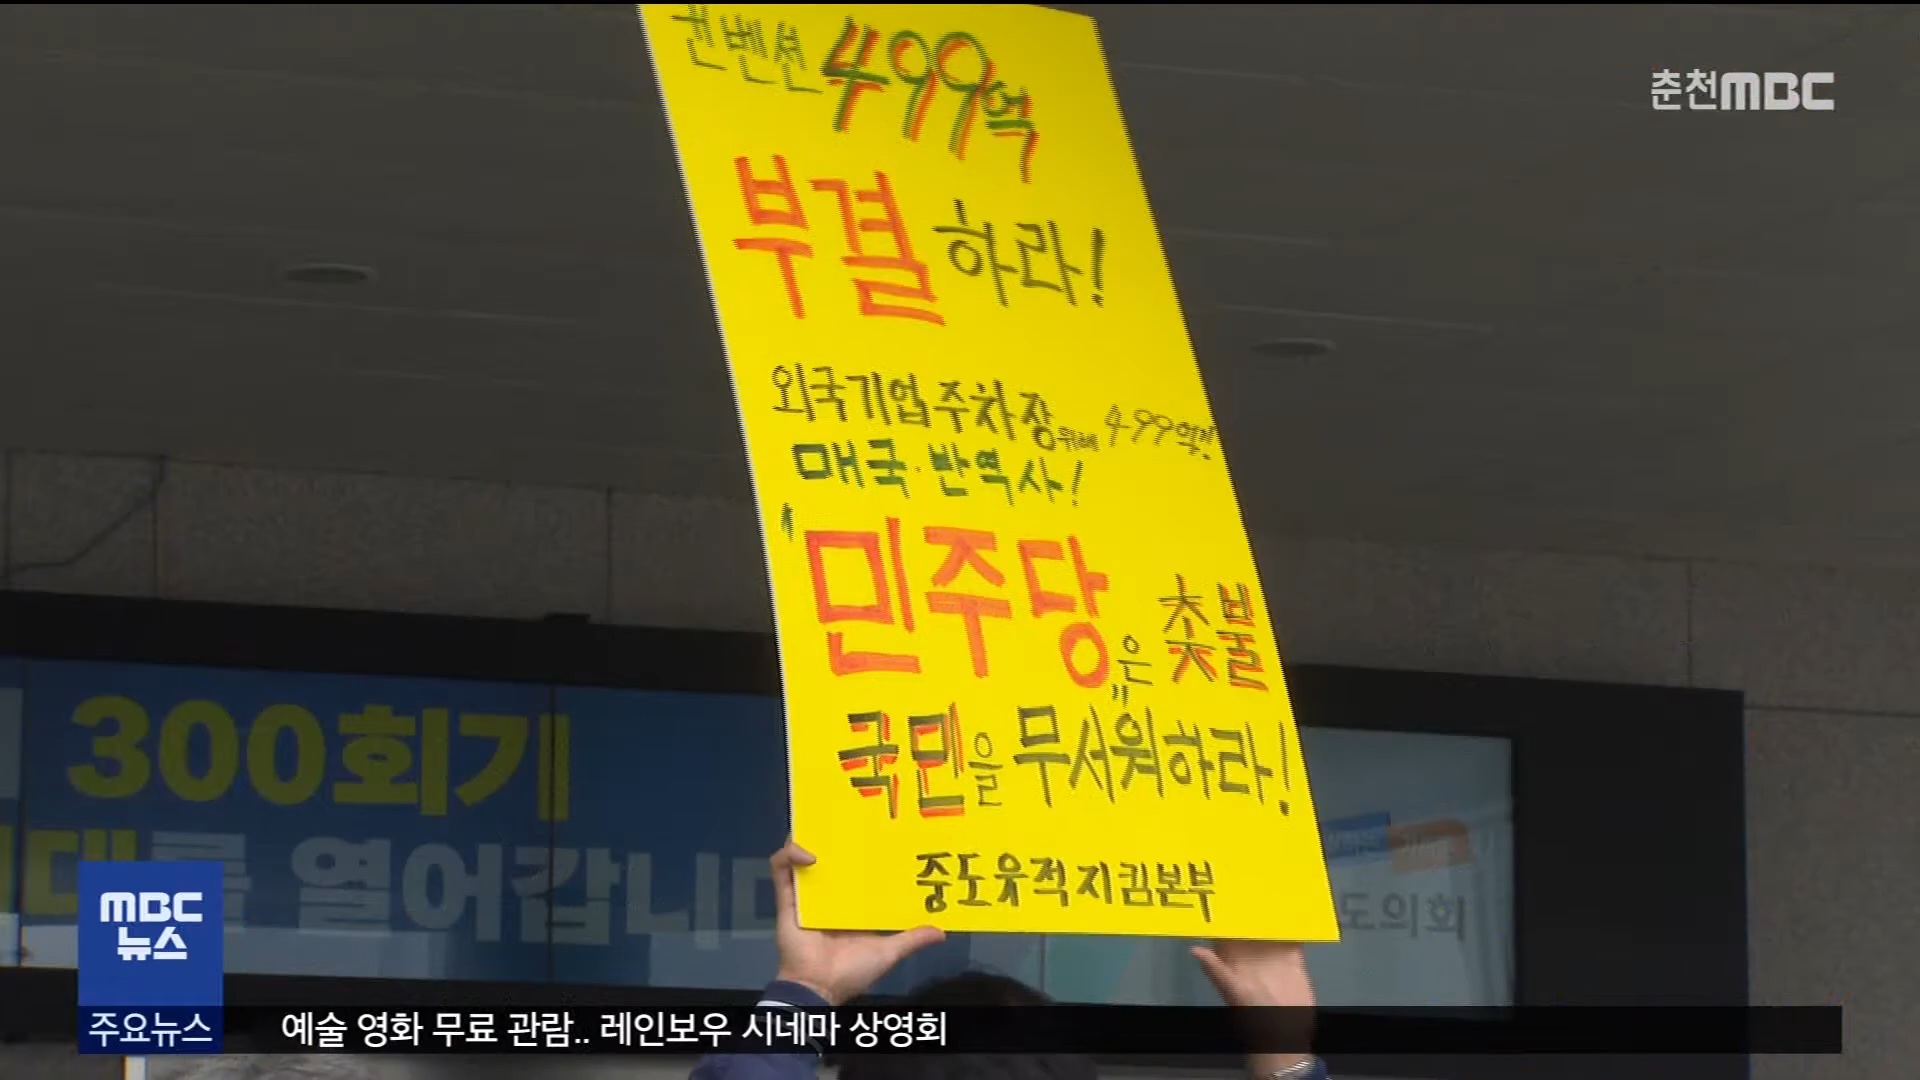 춘천MBC
컨벤션 499억
부결하라!
외국기업주차장위해 499억!!
매국·반역사!
"민주당"은 촛불
국민을 무서워하라!
중도유적지킴본부
300회기
대를 열어갑니다
도의회
MBC
뉴스
주요뉴스
예술 영화 무료 관람.. 레인보우 시네마 상영회